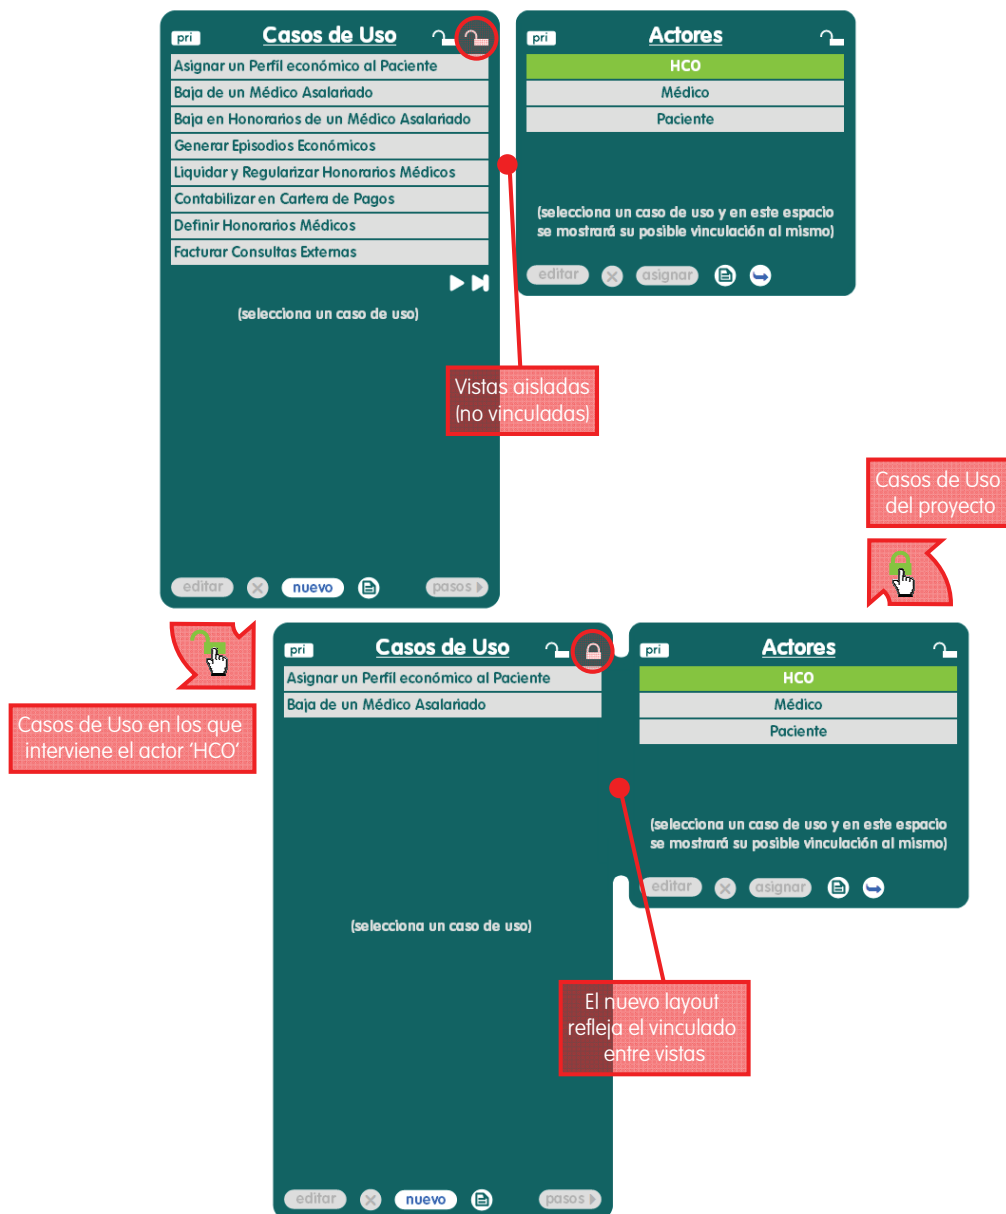 pri
Casos de Uso
Asignar un Perfil económico al Paciente
Baja de un Médico Asalariado
Baja en Honorarios de un Médico Asalariado
Generar Episodios Económicos
Liquidar y Regularizar Honorarios Médicos
Contabilizar en Cartera de Pagos
Definir Honorarios Médicos
Facturar Consultas Externas
(selecciona un caso de uso)
editar
nuevo
pasos
pri
Actores
HCO
Médico
Paciente
(selecciona un caso de uso y en este espacio
se mostrará su posible vinculación al mismo)
editar
asignar
Vistas aisladas
(no vinculadas)
Casos de Uso
del proyecto
Casos de Uso en los que
interviene el actor ‘HCO’
pri
Casos de Uso
Asignar un Perfil económico al Paciente
Baja de un Médico Asalariado
(selecciona un caso de uso)
editar
nuevo
pasos
pri
Actores
HCO
Médico
Paciente
(selecciona un caso de uso y en este espacio
se mostrará su posible vinculación al mismo)
editar
asignar
El nuevo layout
refleja el vinculado
entre vistas